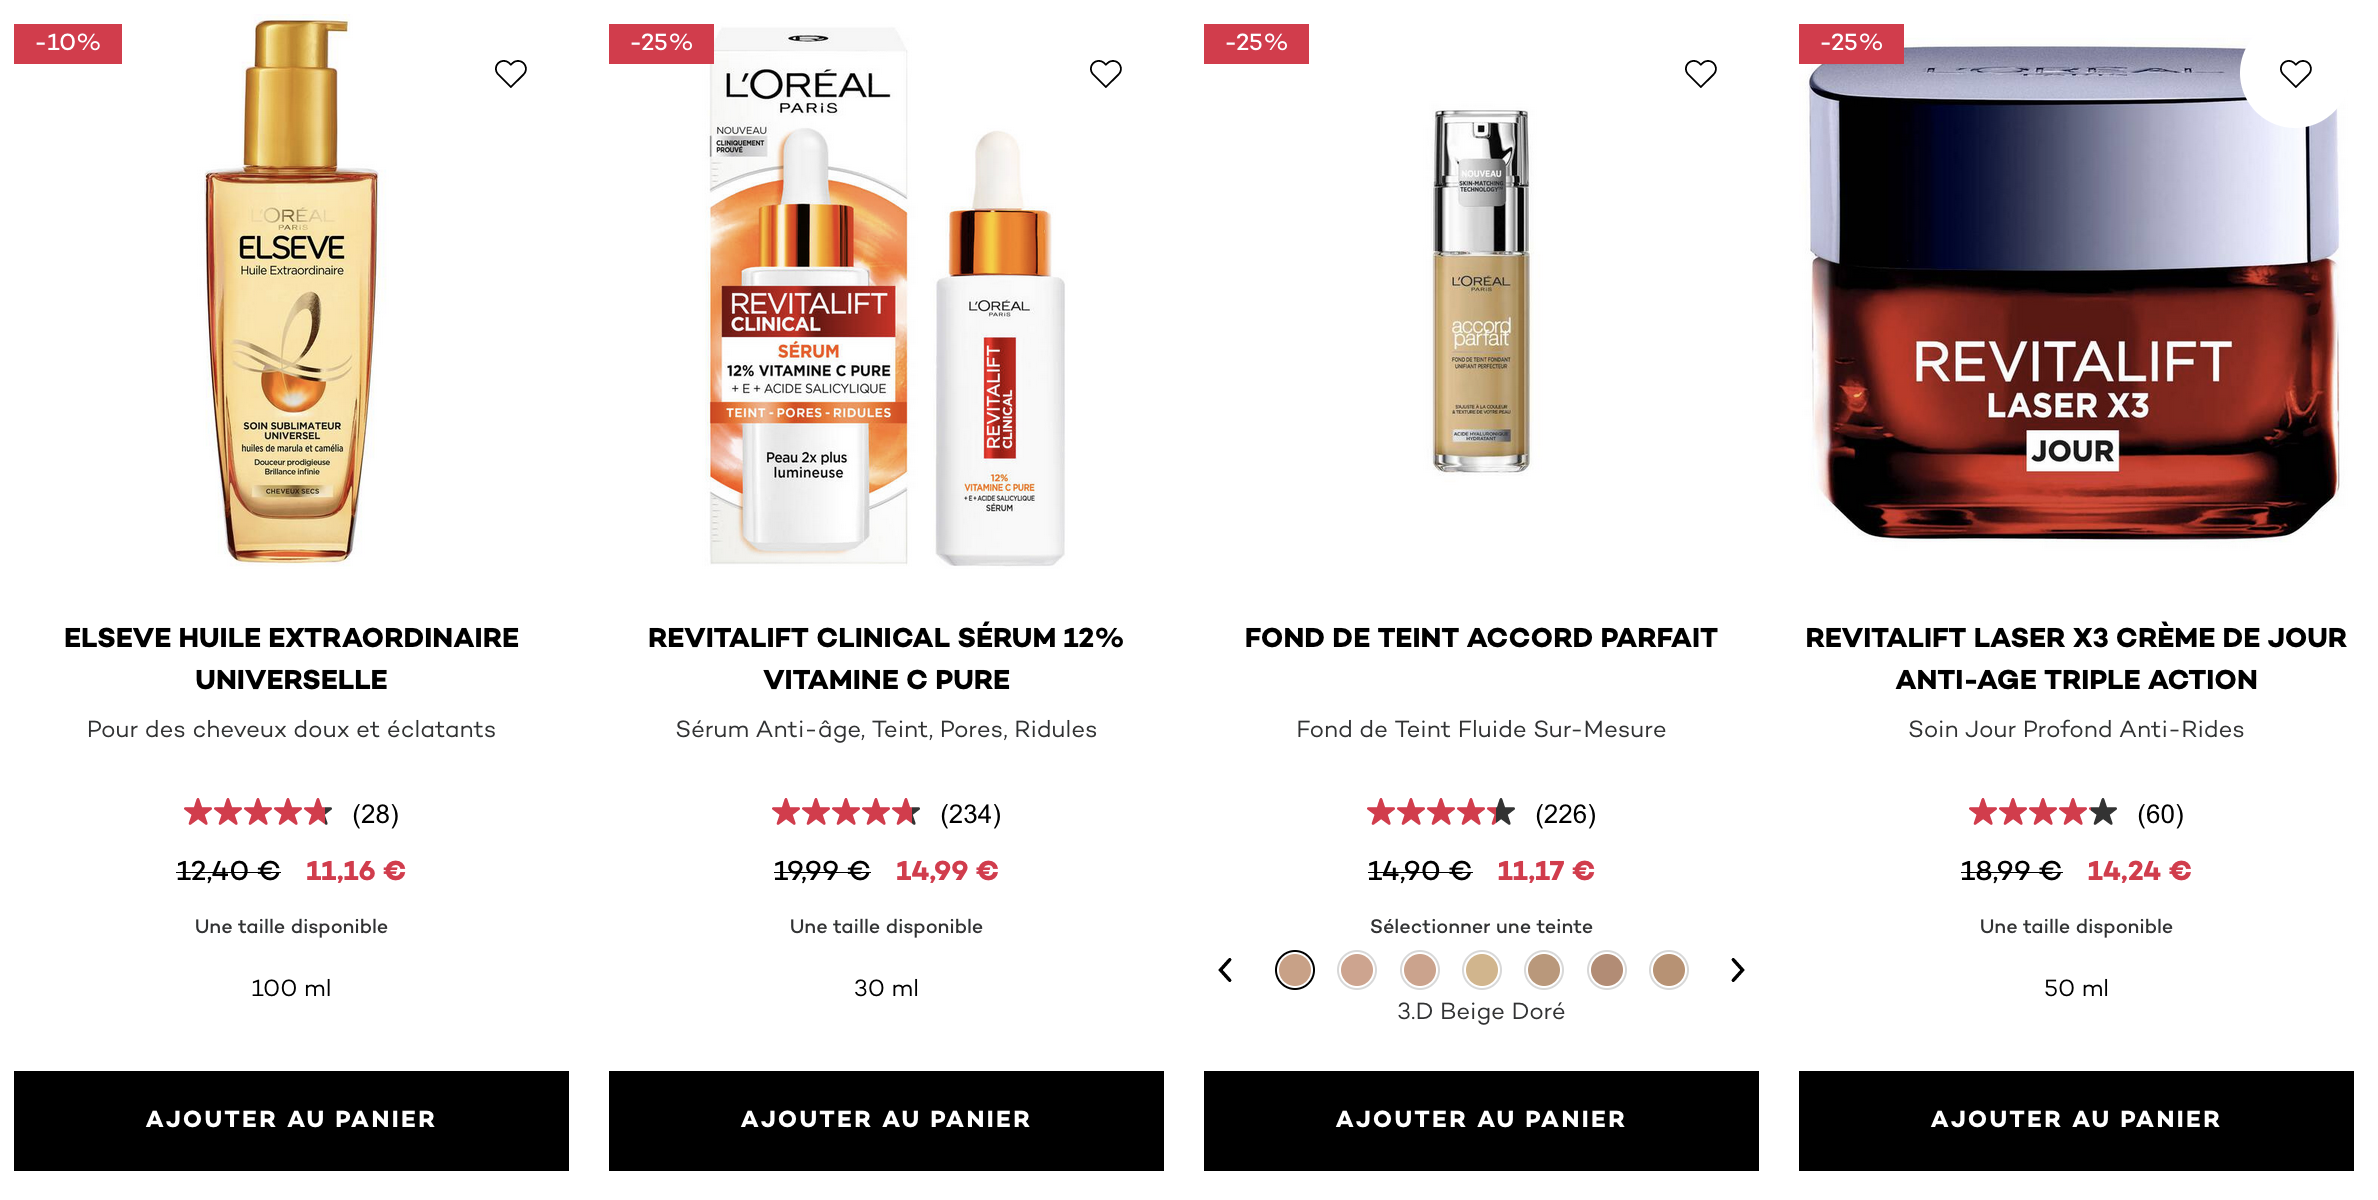 -10%
L'ORÉAL
PARIS
ELSEVE
Huile Extraordinaire
SOIN SUBLIMATEUR
UNIVERSEL
huiles de marula et camélia
Douceur prodigieuse
Brillance infinie
CHEVEUX SECS
ELSEVE HUILE EXTRAORDINAIRE
UNIVERSELLE
Pour des cheveux doux et éclatants
(28)
12,40 € 11,16 €
Une taille disponible
100 ml
AJOUTER AU PANIER
-25%
L'ORÉAL
PARIS
NOUVEAU
CLINIQUEMENT
PROUVÉ
REVITALIFT
CLINICAL
SÉRUM
12% VITAMINE C PURE
+ E + ACIDE SALICYLIQUE
TEINT - PORES - RIDULES
Peau 2x plus
lumineuse
L'ORÉAL
PARIS
REVITALIFT
CLINICAL
12%
VITAMINE C PURE
+ E + ACIDE SALICYLIQUE
SÉRUM
REVITALIFT CLINICAL SÉRUM 12%
VITAMINE C PURE
Sérum Anti-âge, Teint, Pores, Ridules
(234)
19,99 € 14,99 €
Une taille disponible
30 ml
AJOUTER AU PANIER
-25%
NOUVEAU
SKIN-MATCHING
TECHNOLOGY™
L'ORÉAL
PARIS
accord
parfait
FOND DE TEINT FONDANT
UNIFIANT PERFECTEUR
S'AJUSTE À LA COULEUR
& TEXTURE DE VOTRE PEAU
ACIDE HYALURONIQUE
HYDRATANT
FOND DE TEINT ACCORD PARFAIT
Fond de Teint Fluide Sur-Mesure
(226)
14,90 € 11,17 €
Sélectionner une teinte
3.D Beige Doré
AJOUTER AU PANIER
-25%
L'ORÉAL
PARIS
REVITALIFT
LASER X3
JOUR
REVITALIFT LASER X3 CRÈME DE JOUR
ANTI-AGE TRIPLE ACTION
Soin Jour Profond Anti-Rides
(60)
18,99 € 14,24 €
Une taille disponible
50 ml
AJOUTER AU PANIER